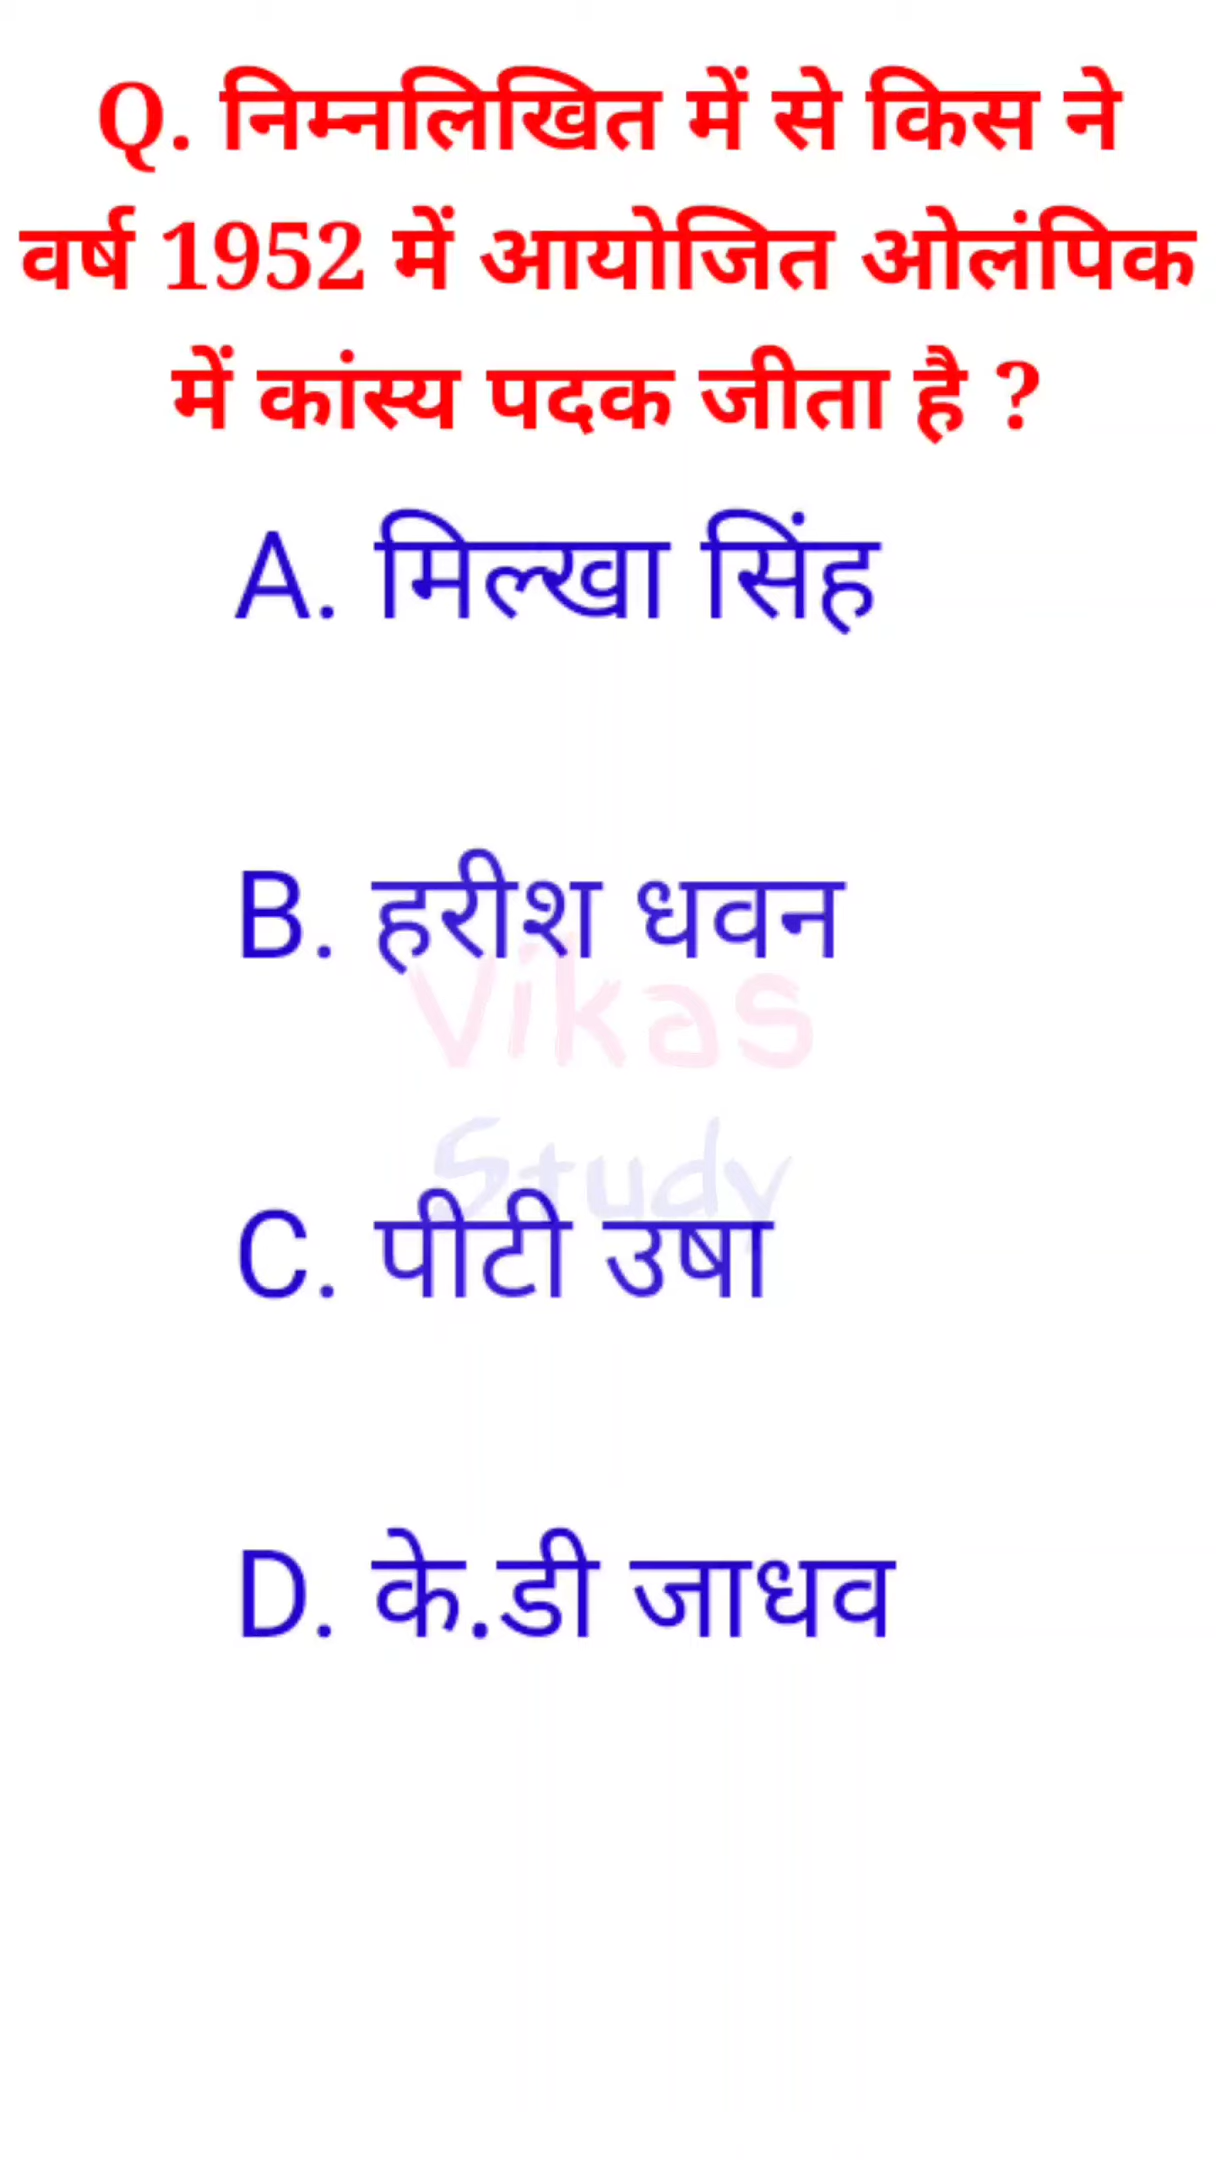 Q. निम्नलिखित में से किस ने
वर्ष 1952 में आयोजित ओलंपिक
में कांस्य पदक जीता है ?
A. मिल्खा सिंह
B. हरीश धवन
Vikas
Study
C. पीटी उषा
D. के.डी जाधव